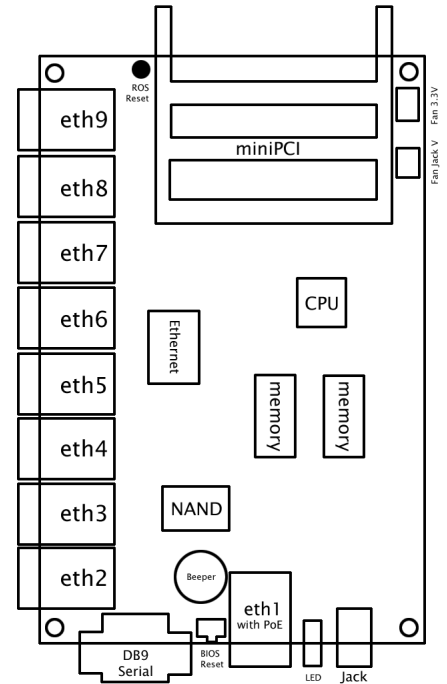 ROS
Reset
Fan 3.3V
eth9
miniPCI
Fan Jack V
eth8
eth7
CPU
eth6
Ethernet
eth5
memory
memory
eth4
NAND
eth3
eth2
Beeper
eth1
with PoE
DB9
Serial
BIOS
Reset
LED
Jack